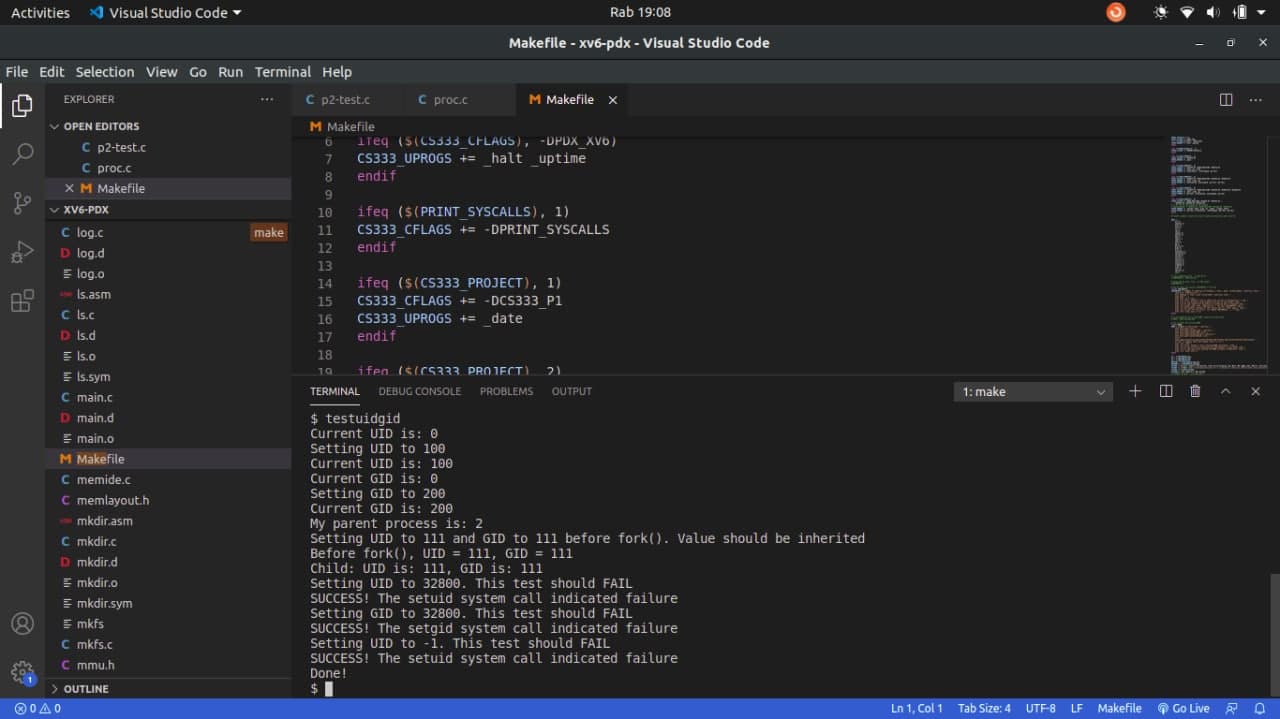 Activities
Visual Studio Code
Rab 19:08
Makefile - xv6-pdx - Visual Studio Code
File Edit Selection View Go Run Terminal Help
EXPLORER
OPEN EDITORS
p2-test.c
proc.c
Makefile
XV6-PDX
make
log.c
log.d
log.o
ls.asm
ls.c
ls.d
ls.o
ls.sym
main.c
main.d
main.o
Makefile
memide.c
memlayout.h
mkdir.asm
mkdir.c
mkdir.d
mkdir.o
mkdir.sym
mkfs
mkfs.c
mmu.h
OUTLINE
p2-test.c
proc.c
Makefile
Makefile
6 ifeq ($(CS333_CFLAGS), -DPDX_XV6)
7 CS333_UPROGS += _halt _uptime
8 endif
9
10 ifeq ($(PRINT_SYSCALLS), 1)
11 CS333_CFLAGS += -DPRINT_SYSCALLS
12 endif
13
14 ifeq ($(CS333_PROJECT), 1)
15 CS333_CFLAGS += -DCS333_P1
16 CS333_UPROGS += _date
17 endif
18
19 ifeq ($(CS333_PROJECT), 2)
TERMINAL DEBUG CONSOLE PROBLEMS OUTPUT
1: make
$ testuidgid
Current UID is: 0
Setting UID to 100
Current UID is: 100
Current GID is: 0
Setting GID to 200
Current GID is: 200
My parent process is: 2
Setting UID to 111 and GID to 111 before fork(). Value should be inherited
Before fork(), UID = 111, GID = 111
Child: UID is: 111, GID is: 111
Setting UID to 32800. This test should FAIL
SUCCESS! The setuid system call indicated failure
Setting GID to 32800. This test should FAIL
SUCCESS! The setgid system call indicated failure
Setting UID to -1. This test should FAIL
SUCCESS! The setuid system call indicated failure
Done!
$
1
0 0
Ln 1, Col 1 Tab Size: 4 UTF-8 LF Makefile Go Live